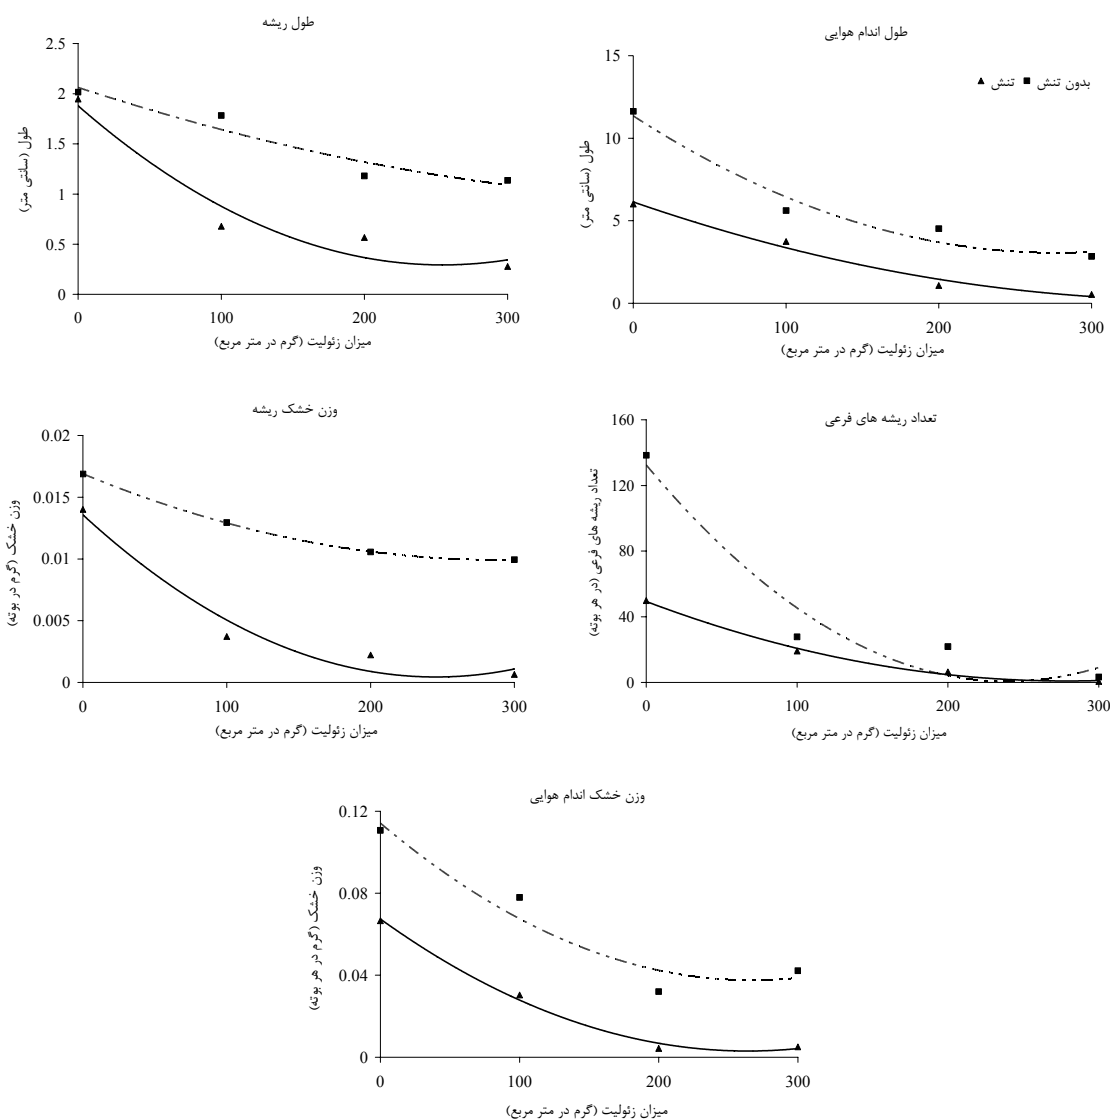 طول ریشه
2.5
2
1.5
1
0.5
0
0 100 200 300
طول (سانتی متر)
میزان زئولیت (گرم در متر مربع)
طول اندام هوایی
▲ تنش ■ بدون تنش
15
10
5
0
0 100 200 300
طول (سانتی متر)
میزان زئولیت (گرم در متر مربع)
وزن خشک ریشه
0.02
0.015
0.01
0.005
0
0 100 200 300
وزن خشک (گرم در بوته)
میزان زئولیت (گرم در متر مربع)
تعداد ریشه های فرعی
160
120
80
40
0
0 100 200 300
تعداد ریشه های فرعی (در هر بوته)
میزان زئولیت (گرم در متر مربع)
وزن خشک اندام هوایی
0.12
0.08
0.04
0
0 100 200 300
وزن خشک (گرم در هر بوته)
میزان زئولیت (گرم در متر مربع)